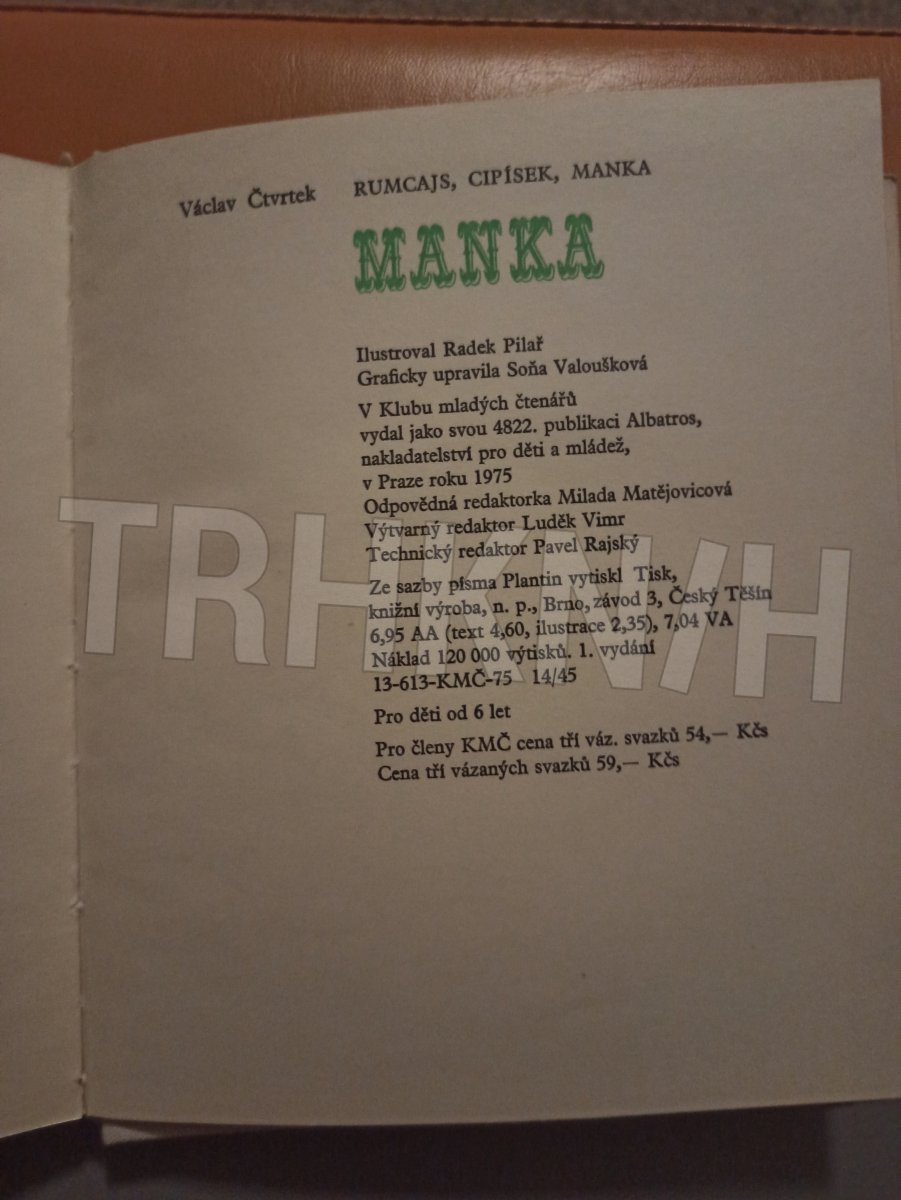 Václav Čtvrtek RUMCAJS, CIPÍSEK, MANKA
MANKA
Ilustroval Radek Pilař
Graficky upravila Soňa Valoušková
V Klubu mladých čtenářů
vydal jako svou 4822. publikaci Albatros,
nakladatelství pro děti a mládež,
v Praze roku 1975
Odpovědná redaktorka Milada Matějovicová
Výtvarný redaktor Luděk Vimr
Technický redaktor Pavel Rajský
Ze sazby písma Plantin vytiskl Tisk,
knižní výroba, n. p., Brno, závod 3, Český Těšín
6,95 AA (text 4,60, ilustrace 2,35), 7,04 VA
Náklad 120 000 výtisků. 1. vydání
13-613-KMČ-75 14/45
Pro děti od 6 let
Pro členy KMČ cena tří váz. svazků 54,— Kčs
Cena tří vázaných svazků 59,— Kčs
TRHKNIH